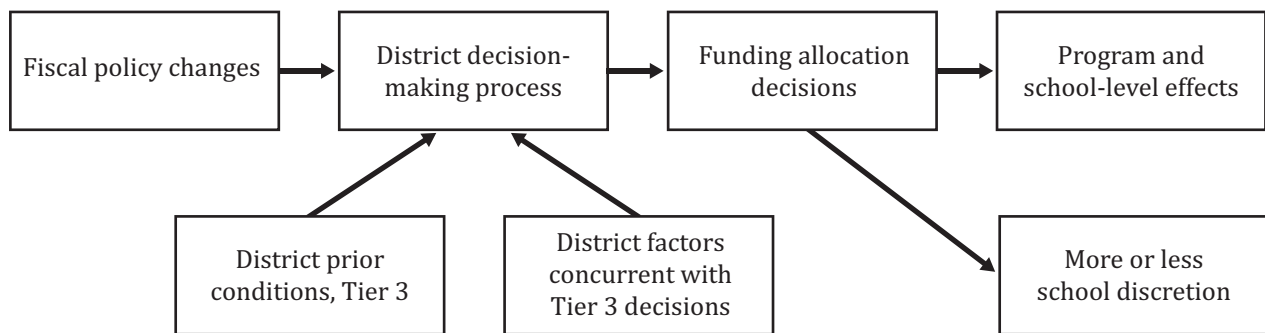 Fiscal policy changes
District decision-
making process
Funding allocation
decisions
Program and
school-level effects
District prior
conditions, Tier 3
District factors
concurrent with
Tier 3 decisions
More or less
school discretion